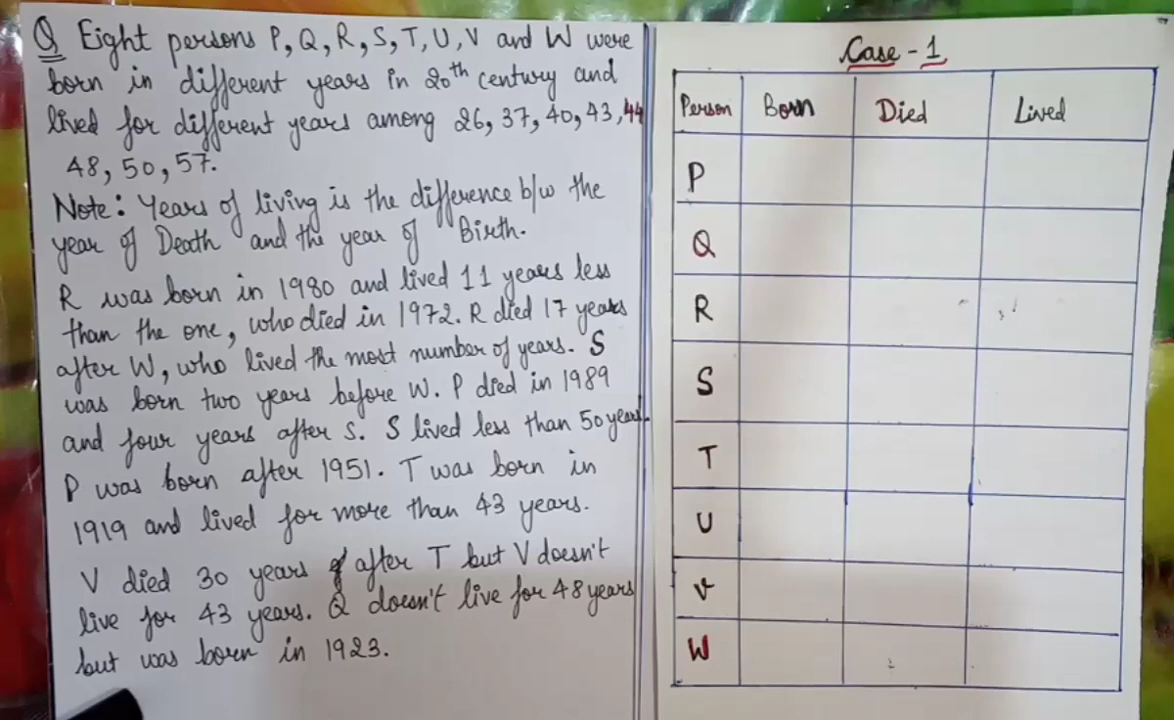 Q Eight persons P, Q, R, S, T, U, V and W were
born in different years in 20th century and
lived for different years among 26, 37, 40, 43, 44
48, 50, 57.
Note: Years of living is the difference b/w the
year of Death and the year of Birth.
R was born in 1980 and lived 11 years less
than the one, who died in 1972. R died 17 years
after W, who lived the most number of years. S
was born two years before W. P died in 1989
and four years after S. S lived less than 50 years.
P was born after 1951. T was born in
1919 and lived for more than 43 years.
V died 30 years after T but V doesn't
live for 43 years. Q doesn't live for 48 years
but was born in 1923.
Case - 1
Person Born Died Lived
P
Q
R
S
T
U
V
W